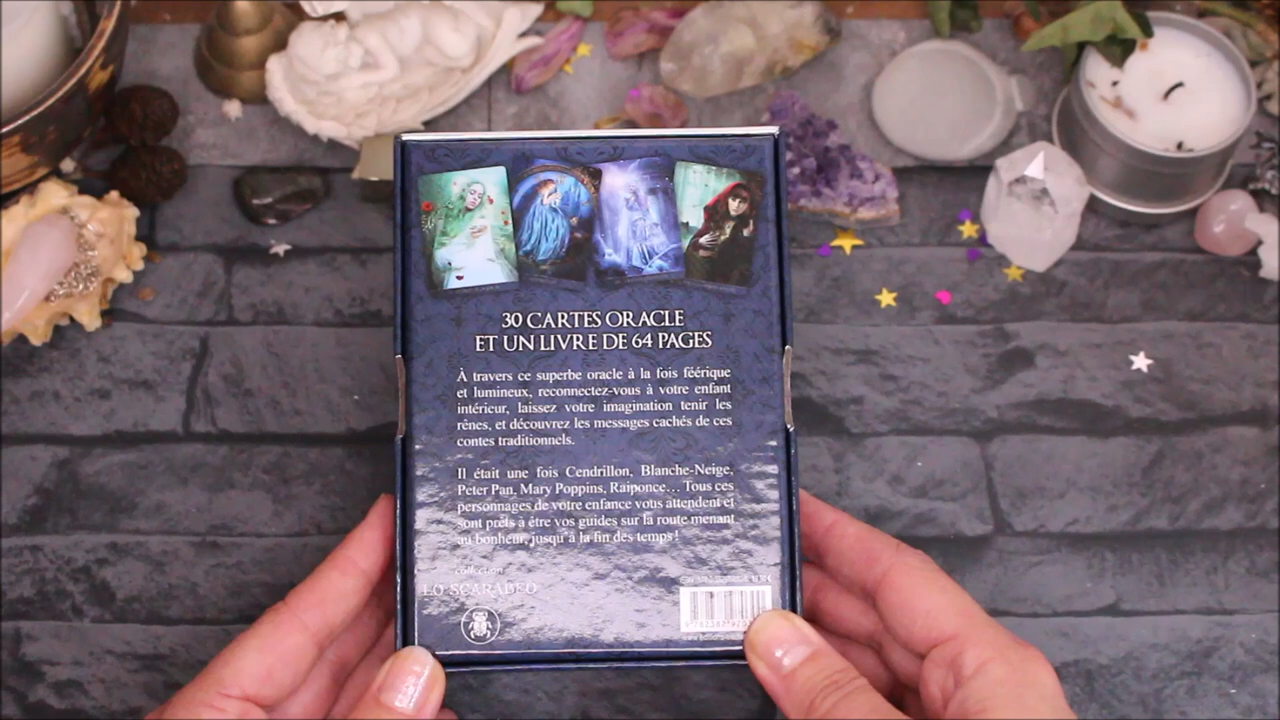 30 CARTES ORACLE
ET UN LIVRE DE 64 PAGES
À travers ce superbe oracle à la fois féérique
et lumineux, reconnectez-vous à votre enfant
intérieur, laissez votre imagination tenir les
rênes, et découvrez les messages cachés de ces
contes traditionnels.
Il était une fois Cendrillon, Blanche-Neige,
Peter Pan, Mary Poppins, Raiponce... Tous ces
personnages de votre enfance vous attendent et
sont prêts à être vos guides sur la route menant
au bonheur, jusqu'à la fin des temps !
collection
LO SCARABEO